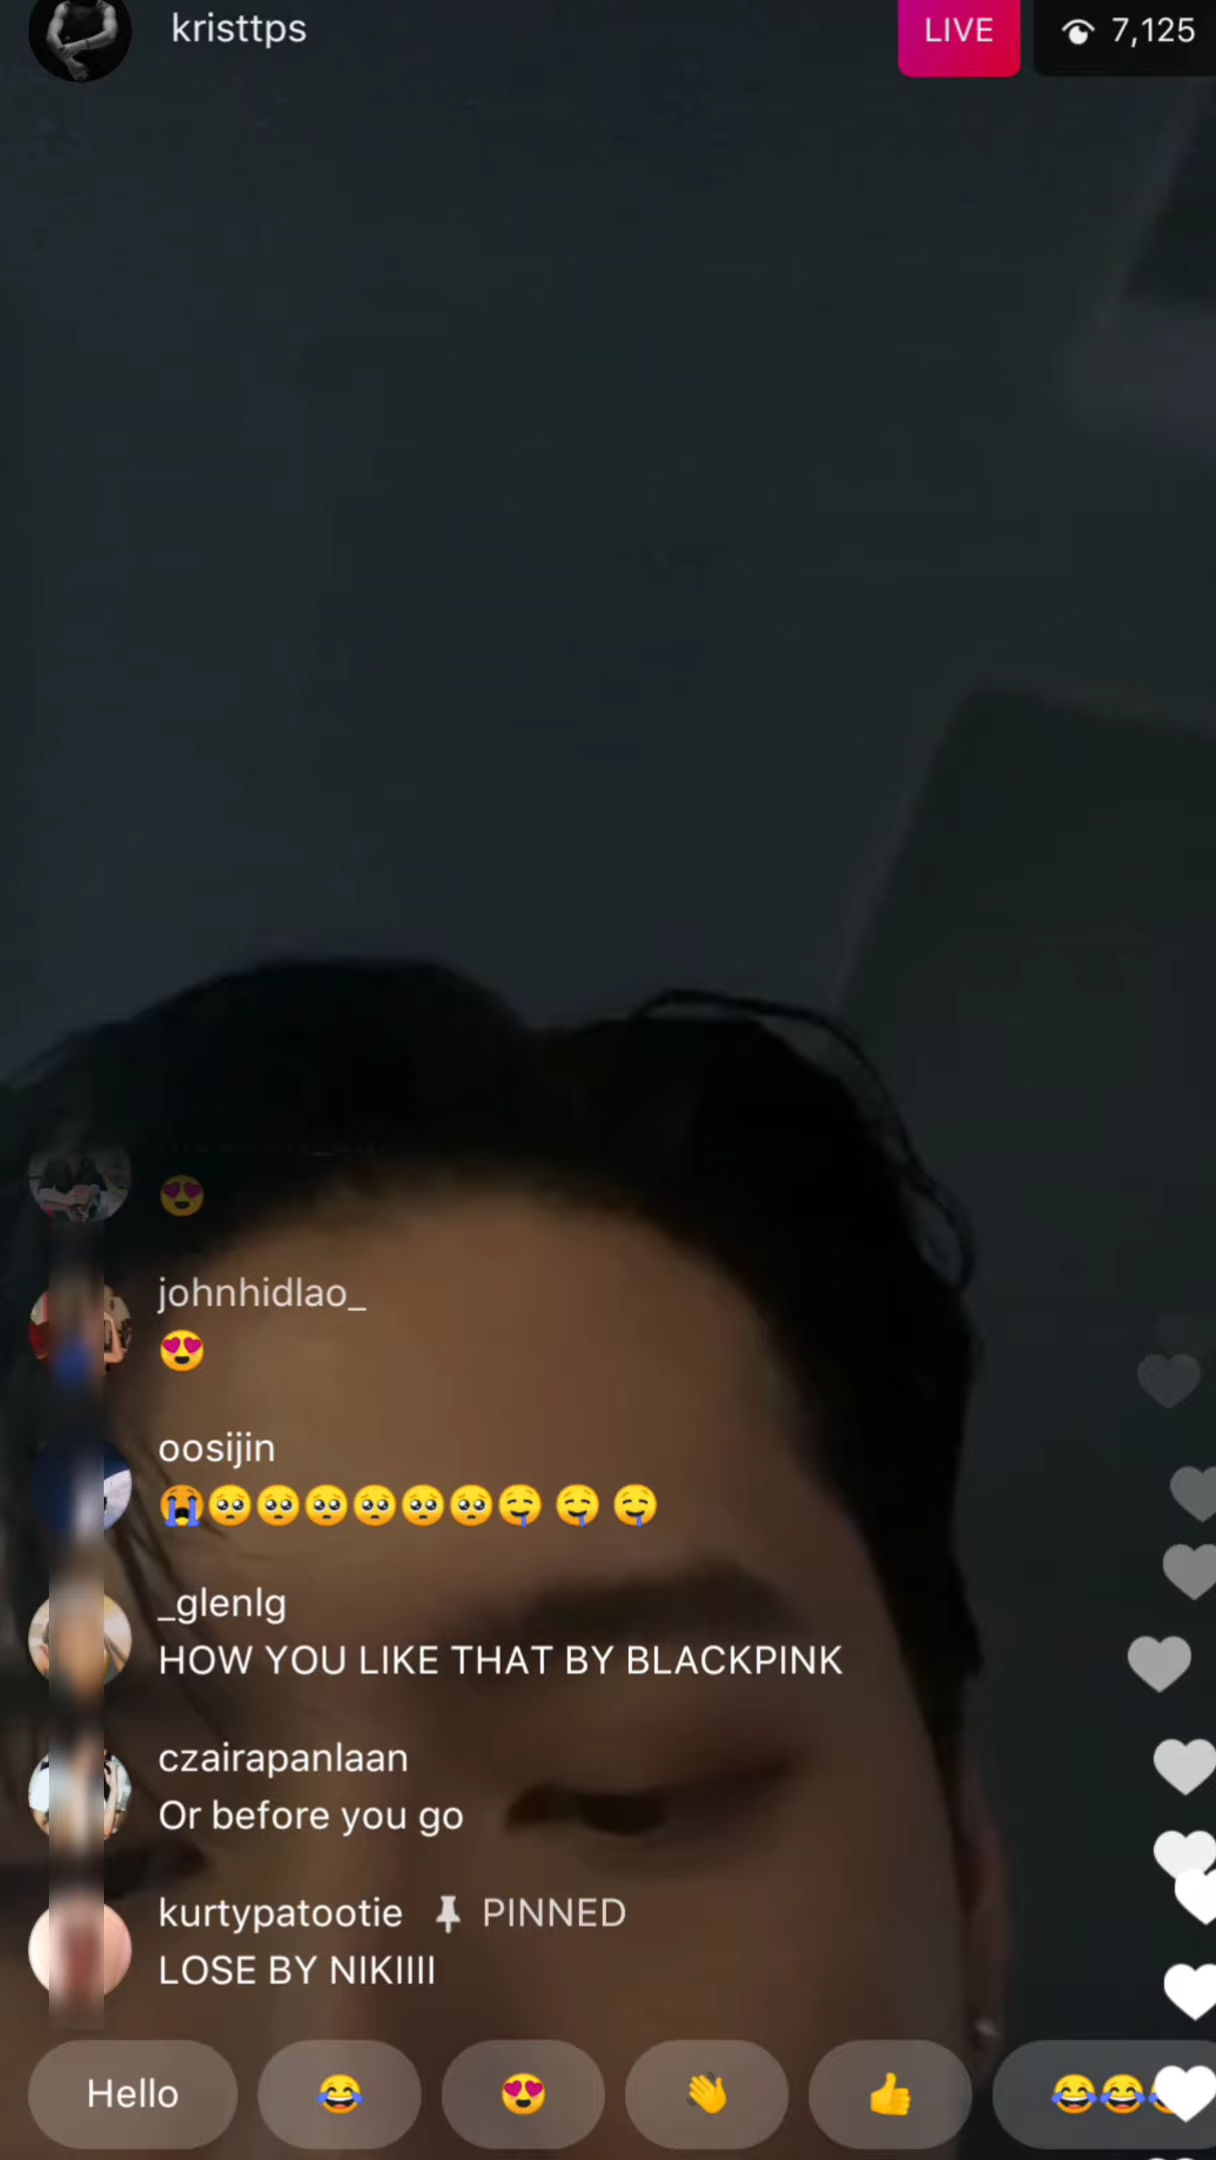 kristtps
LIVE
7,125
😍
johnhidlao_
😍
oosijin
😭🥺🥺🥺🥺🥺🥺🤤 🤤 🤤
_glenlg
HOW YOU LIKE THAT BY BLACKPINK
czairapanlaan
Or before you go
kurtypatootie PINNED
LOSE BY NIKIIII
Hello 😂 😍 👏 👍 😂😂😂